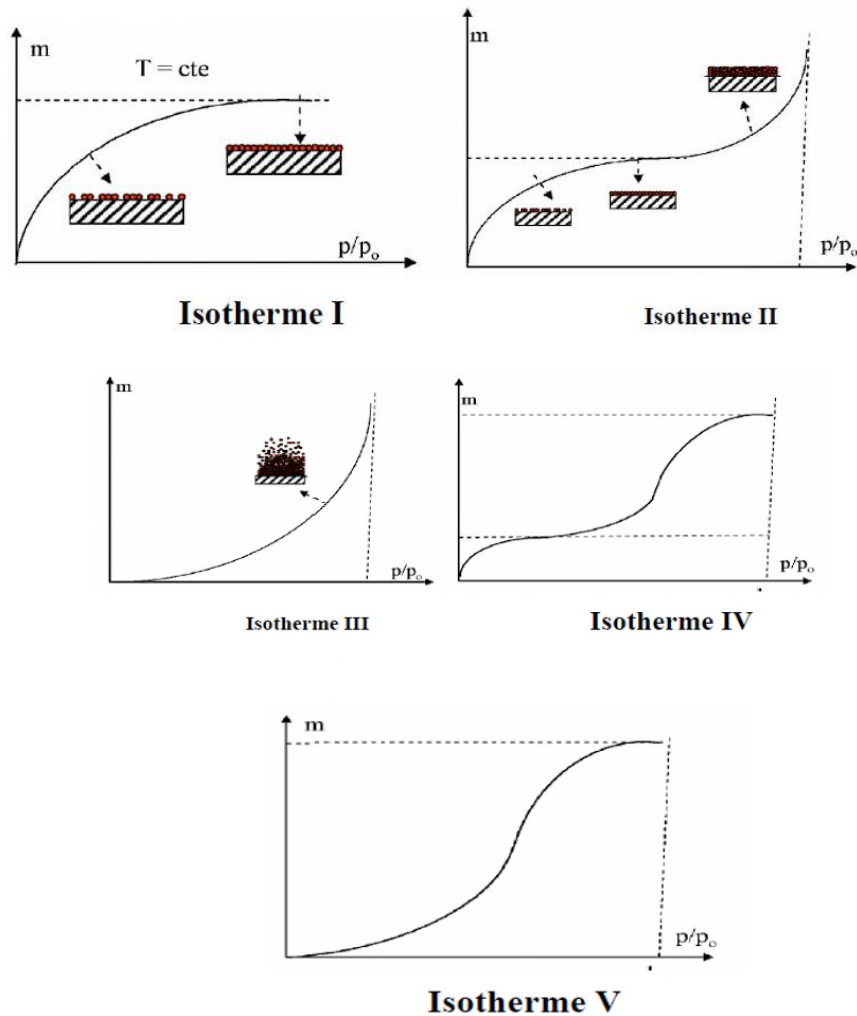 m
T = cte
p/pₒ
Isotherme I
m
p/pₒ
Isotherme II
m
p/pₒ
Isotherme III
m
p/pₒ
Isotherme IV
m
p/pₒ
Isotherme V